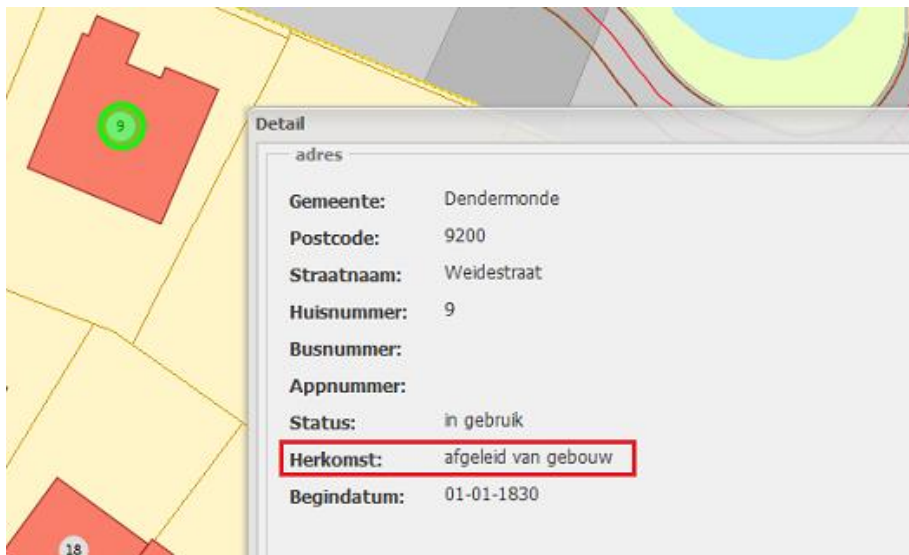 9
Detail
adres
Gemeente: Dendermonde
Postcode: 9200
Straatnaam: Weidestraat
Huisnummer: 9
Busnummer:
Appnummer:
Status: in gebruik
Herkomst: afgeleid van gebouw
Begindatum: 01-01-1830
18